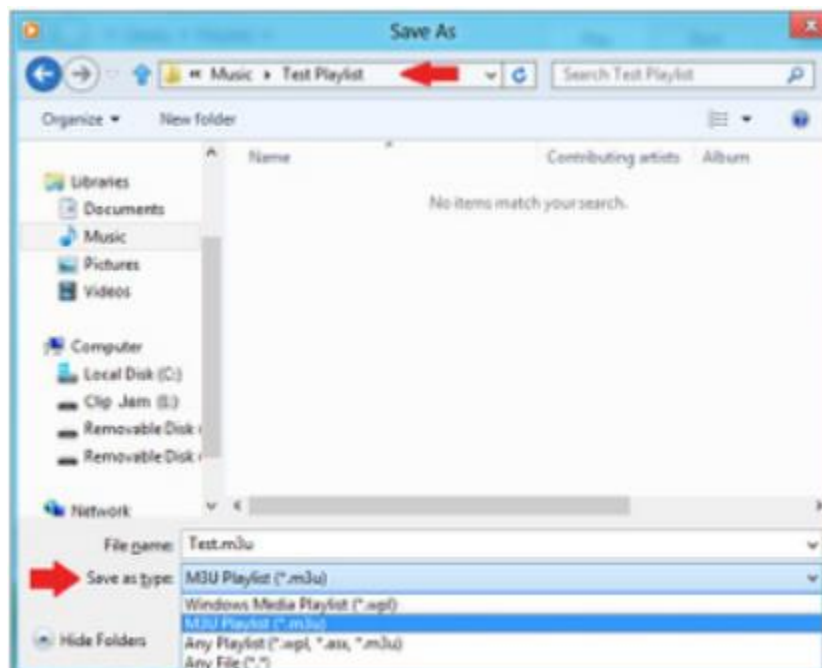 Save As
« Music ▸ Test Playlist
Search Test Playlist
Organize
New folder
Name
Contributing artists
Album
No items match your search.
Libraries
Documents
Music
Pictures
Videos
Computer
Local Disk (C:)
Clip Jam
Removable Disk
Removable Disk
Network
File name: Test.m3u
Save as type: M3U Playlist (*.m3u)
Windows Media Playlist (*.wpl)
M3U Playlist (*.m3u)
Hide Folders
Any Playlist (*.wpl, *.asx, *.m3u)
Any File (*.*)